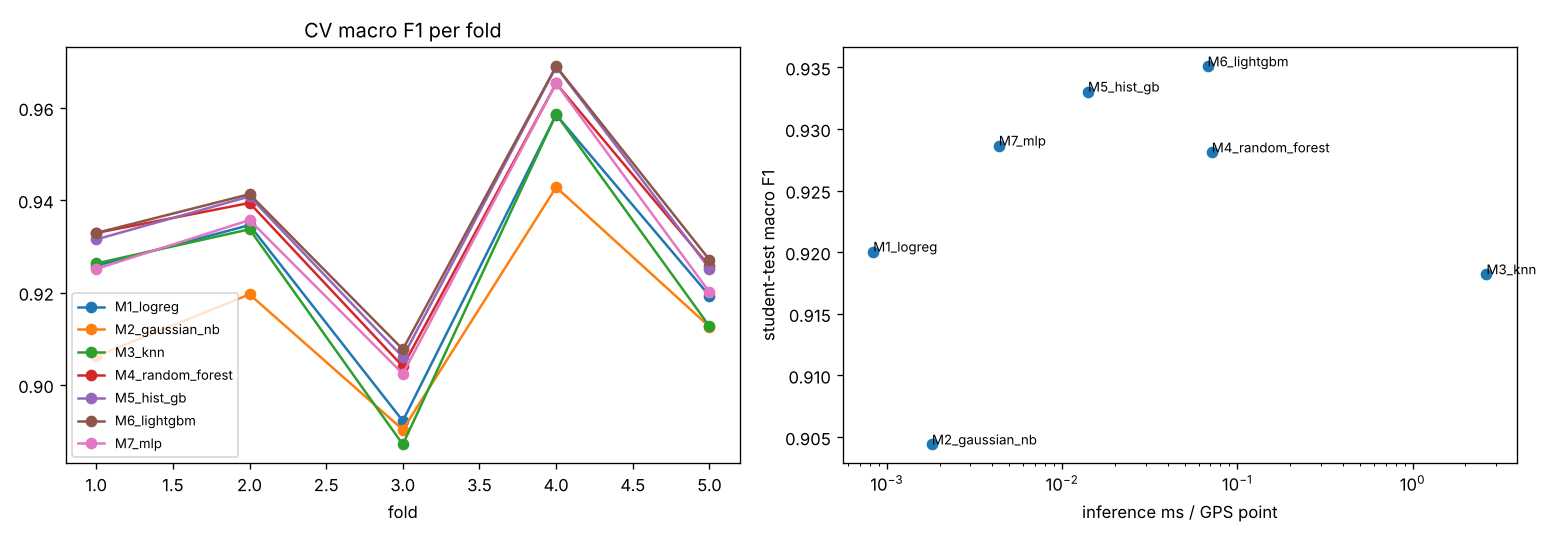 CV macro F1 per fold
0.96
0.94
0.92
0.90
M1_logreg
M2_gaussian_nb
M3_knn
M4_random_forest
M5_hist_gb
M6_lightgbm
M7_mlp
1.0 1.5 2.0 2.5 3.0 3.5 4.0 4.5 5.0
fold
student-test macro F1
0.935
0.930
0.925
0.920
0.915
0.910
0.905
M6_lightgbm
M5_hist_gb
M7_mlp
M4_random_forest
M1_logreg
M3_knn
M2_gaussian_nb
10⁻³ 10⁻² 10⁻¹ 10⁰
inference ms / GPS point